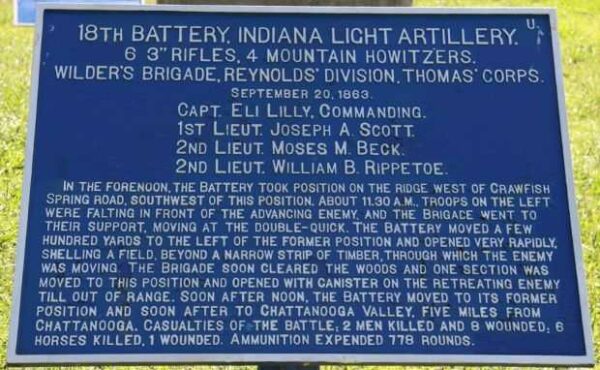 U.
18TH BATTERY, INDIANA LIGHT ARTILLERY.
6 3" RIFLES, 4 MOUNTAIN HOWITZERS.
WILDER'S BRIGADE, REYNOLDS' DIVISION, THOMAS' CORPS.
SEPTEMBER 20, 1863.
CAPT. ELI LILLY, COMMANDING.
1ST LIEUT. JOSEPH A. SCOTT.
2ND LIEUT. MOSES M. BECK.
2ND LIEUT. WILLIAM B. RIPPETOE.
IN THE FORENOON, THE BATTERY TOOK POSITION ON THE RIDGE WEST OF CRAWFISH
SPRING ROAD, SOUTHWEST OF THIS POSITION. ABOUT 11.30 A.M., TROOPS ON THE LEFT
WERE FALTING IN FRONT OF THE ADVANCING ENEMY, AND THE BRIGADE WENT TO
THEIR SUPPORT, MOVING AT THE DOUBLE-QUICK. THE BATTERY MOVED A FEW
HUNDRED YARDS TO THE LEFT OF THE FORMER POSITION AND OPENED VERY RAPIDLY,
SHELLING A FIELD, BEYOND A NARROW STRIP OF TIMBER, THROUGH WHICH THE ENEMY
WAS MOVING. THE BRIGADE SOON CLEARED THE WOODS AND ONE SECTION WAS
MOVED TO THIS POSITION AND OPENED WITH CANISTER ON THE RETREATING ENEMY
TILL OUT OF RANGE. SOON AFTER NOON, THE BATTERY MOVED TO ITS FORMER
POSITION AND SOON AFTER TO CHATTANOOGA VALLEY, FIVE MILES FROM
CHATTANOOGA. CASUALTIES OF THE BATTLE; 2 MEN KILLED AND 8 WOUNDED; 6
HORSES KILLED, 1 WOUNDED. AMMUNITION EXPENDED 778 ROUNDS.